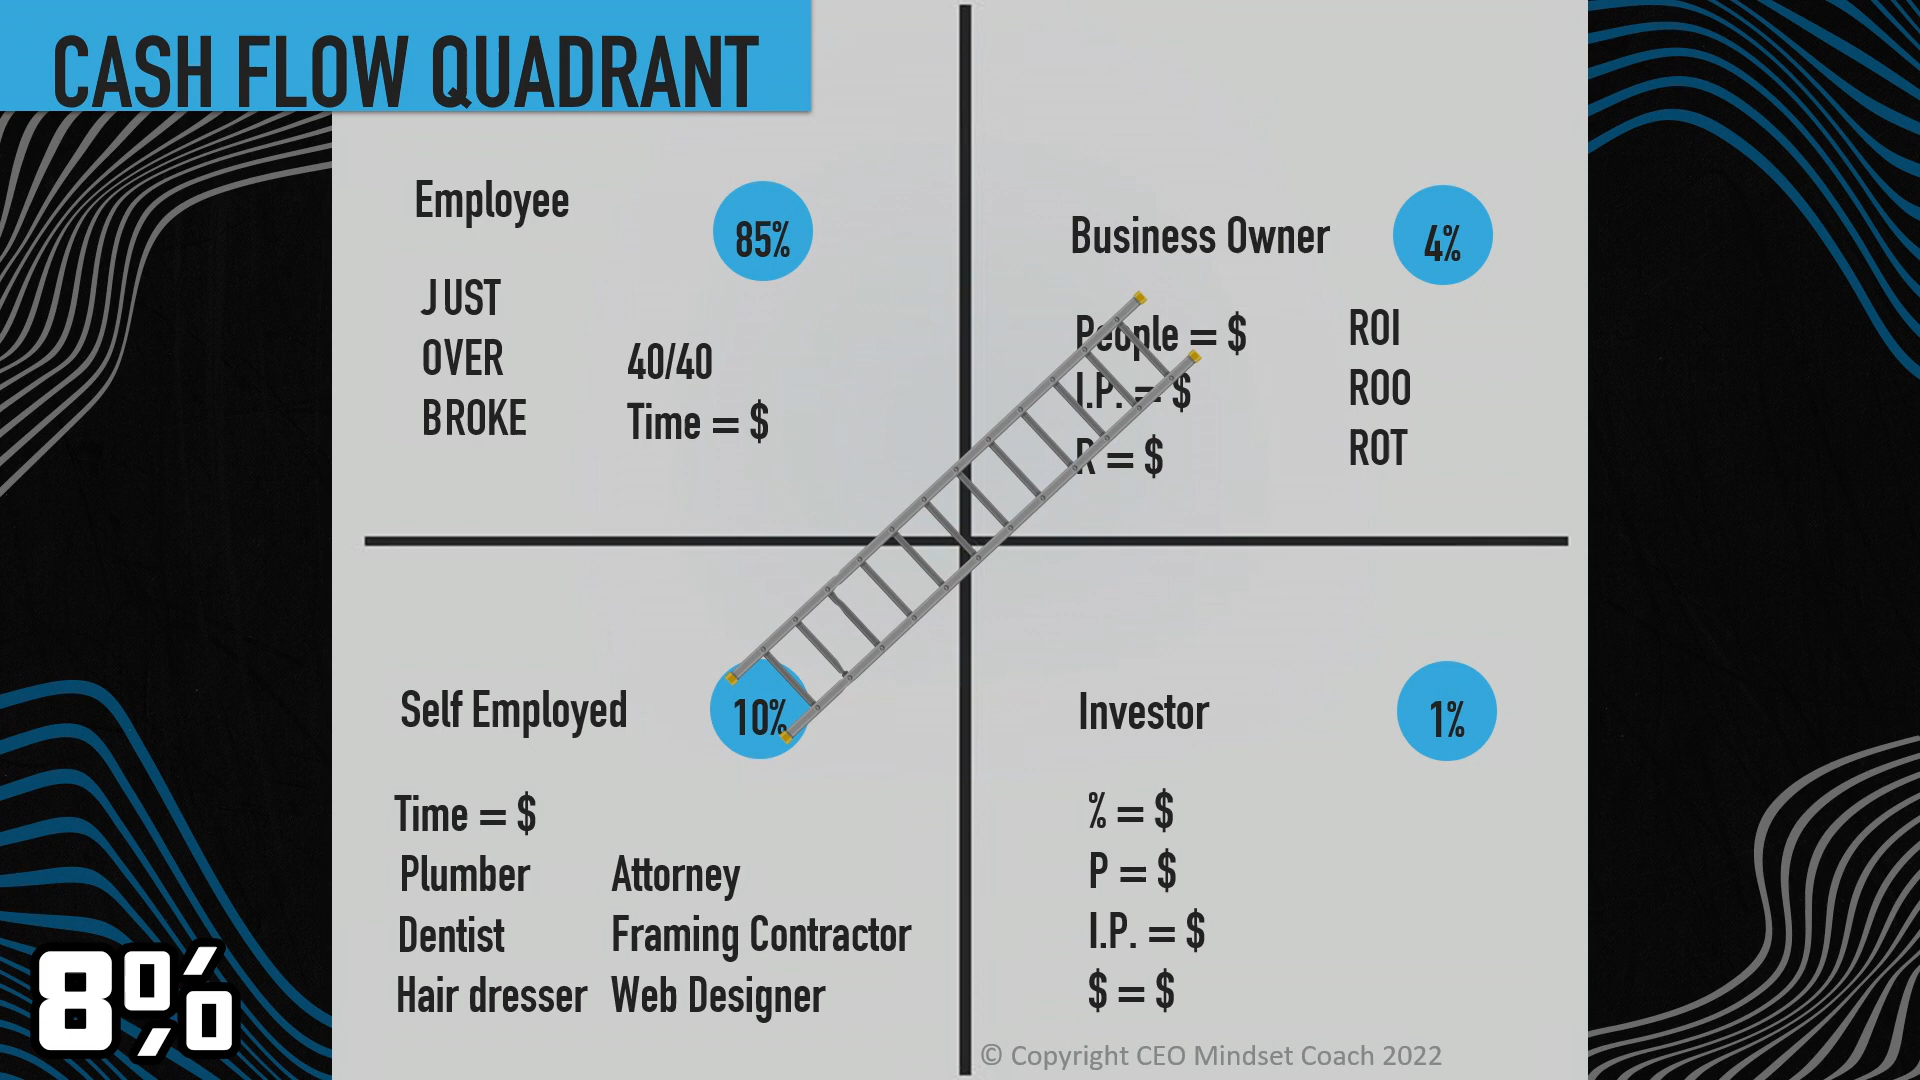 CASH FLOW QUADRANT
Employee
85%
JUST
OVER
BROKE
40/40
Time = $
Business Owner
4%
People = $
I.P. = $
R = $
ROI
ROO
ROT
Self Employed
10%
Time = $
Plumber
Dentist
Hair dresser
Attorney
Framing Contractor
Web Designer
Investor
1%
% = $
P = $
I.P. = $
$ = $
8%
© Copyright CEO Mindset Coach 2022